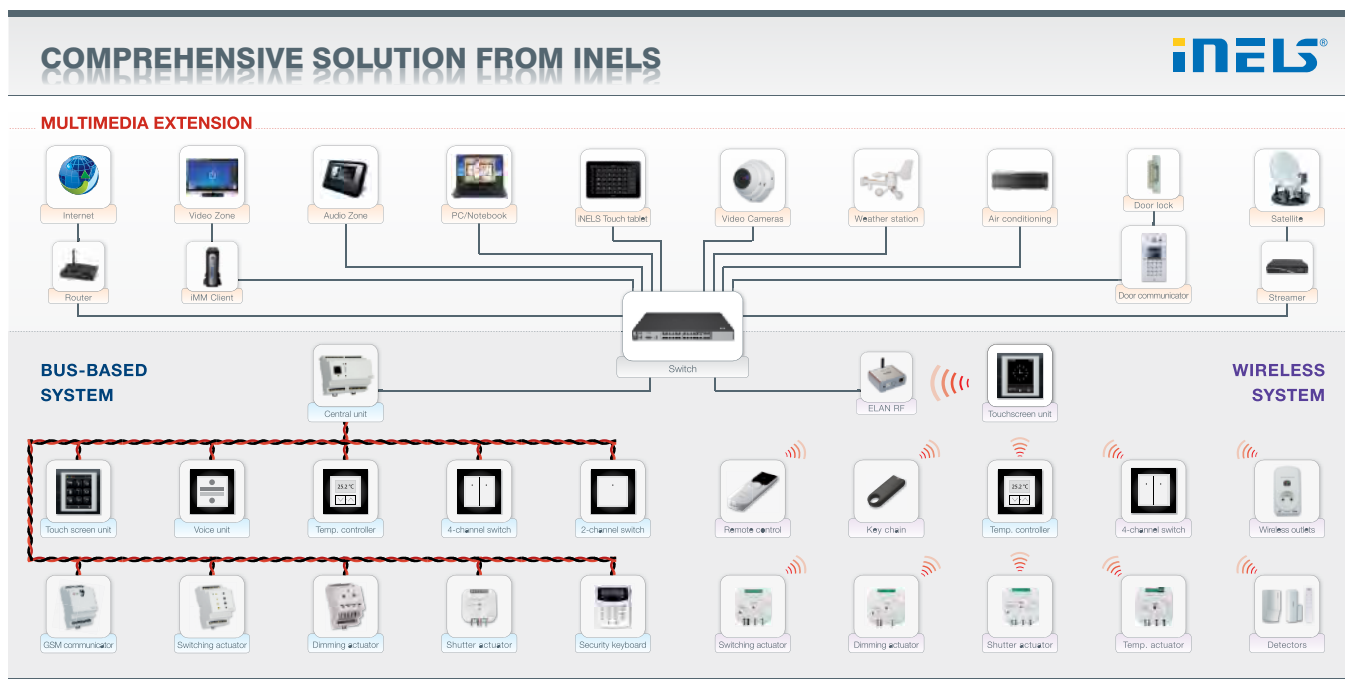 COMPREHENSIVE SOLUTION FROM INELS
iNELS®
MULTIMEDIA EXTENSION
Internet
Video Zone
Audio Zone
PC/Notebook
iNELS Touch tablet
Video Cameras
Weather station
Air conditioning
Door lock
Satellite
Router
iMM Client
Door communicator
Streamer
Switch
BUS-BASED
SYSTEM
Central unit
ELAN RF
Touchscreen unit
WIRELESS
SYSTEM
25.2 °C
25.2 °C
Touch screen unit
Voice unit
Temp. controller
4-channel switch
2-channel switch
Remote control
Key chain
Temp. controller
4-channel switch
Wireless outlets
GSM communicator
Switching actuator
Dimming actuator
Shutter actuator
Security keyboard
Switching actuator
Dimming actuator
Shutter actuator
Temp. actuator
Detectors